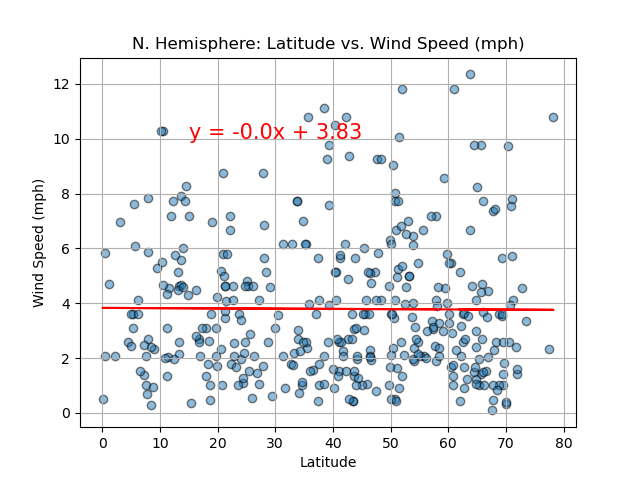 N. Hemisphere: Latitude vs. Wind Speed (mph)
12
10
8
6
4
2
0
Wind Speed (mph)
y = -0.0x + 3.83
0 10 20 30 40 50 60 70 80
Latitude